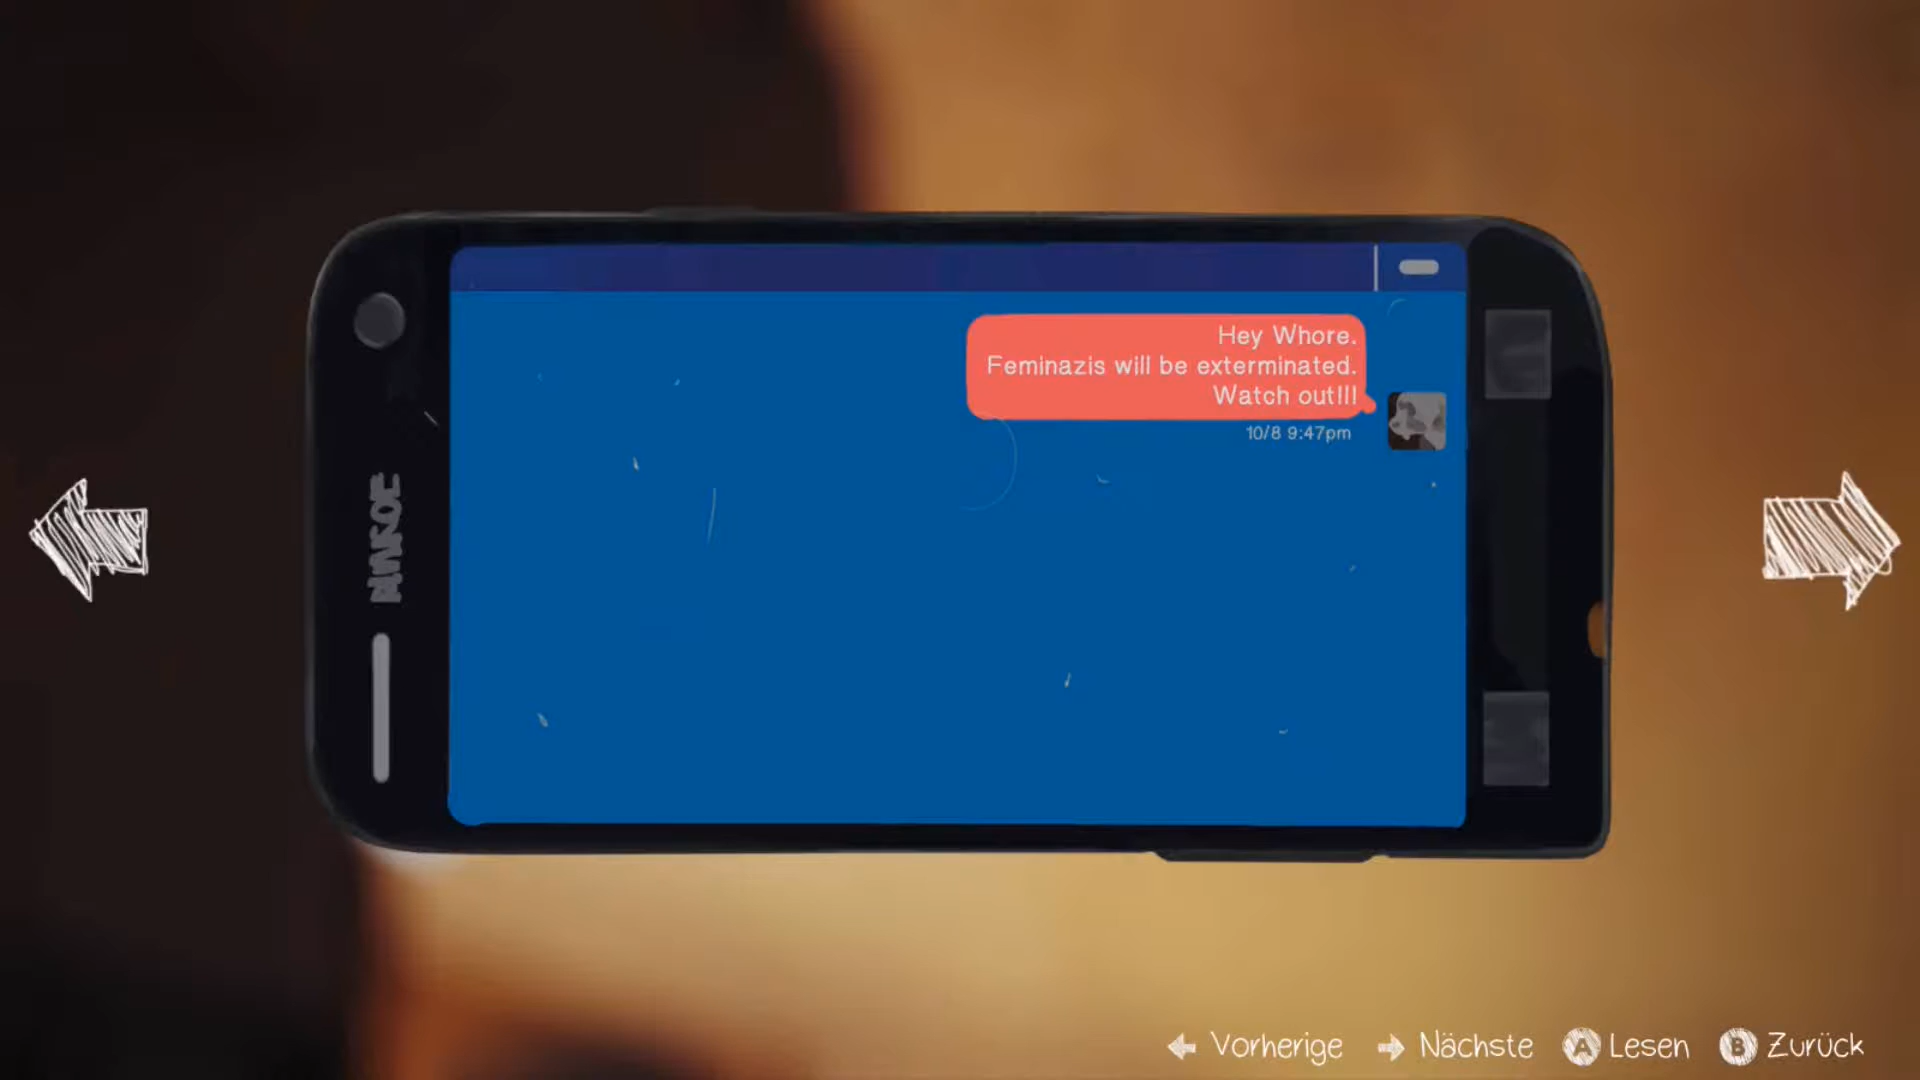 Hey Whore.
Feminazis will be exterminated.
Watch out!!!
10/8 9:47pm
Vorherige
Nächste
A Lesen
B Zurück